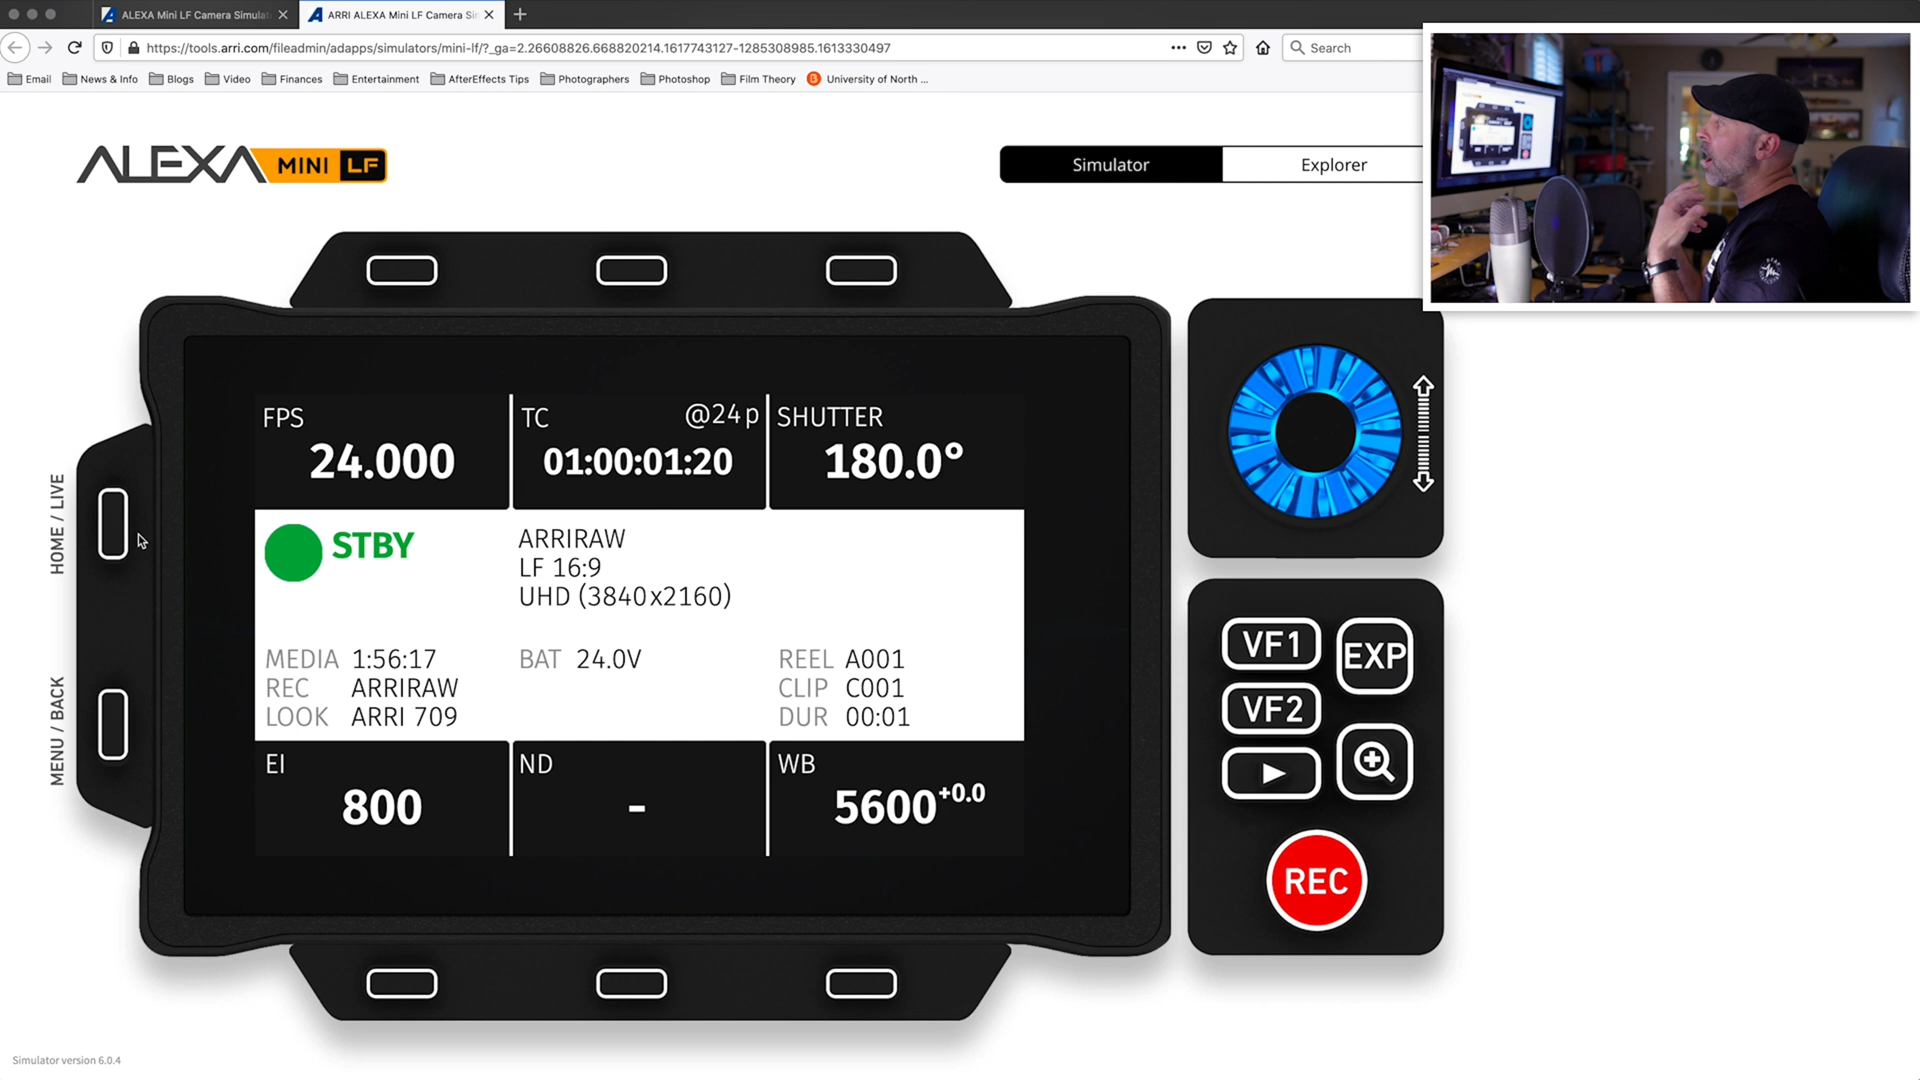 ALEXA Mini LF Camera Simulat
ARRI ALEXA Mini LF Camera Si
https://tools.arri.com/fileadmin/adapps/simulators/mini-lf/?_ga=2.26608826.668820214.1617743127-1285308985.1613330497
Search
Email
News & Info
Blogs
Video
Finances
Entertainment
AfterEffects Tips
Photographers
Photoshop
Film Theory
University of North ...
ALEXA MINI LF
Simulator
Explorer
FPS
24.000
TC @24p
01:00:01:20
SHUTTER
180.0°
HOME / LIVE
MENU / BACK
STBY
ARRIRAW
LF 16:9
UHD (3840x2160)
MEDIA 1:56:17
REC ARRIRAW
LOOK ARRI 709
BAT 24.0V
REEL A001
CLIP C001
DUR 00:01
EI
800
ND
-
WB
5600+0.0
VF1
EXP
VF2
REC
Simulator version 6.0.4